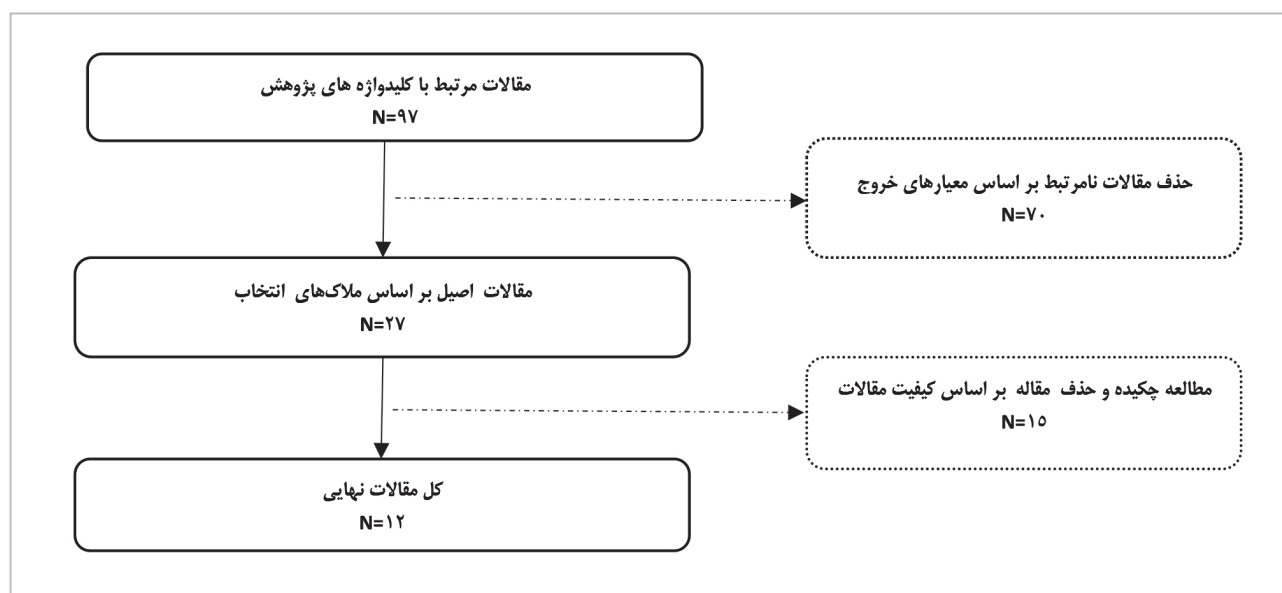 مقالات مرتبط با کلیدواژه های پژوهش
N=۹۷
حذف مقالات نامرتبط بر اساس معیارهای خروج
N=۷۰
مقالات اصیل بر اساس ملاک‌های انتخاب
N=۲۷
مطالعه چکیده و حذف مقاله بر اساس کیفیت مقالات
N=۱۵
کل مقالات نهایی
N=۱۲